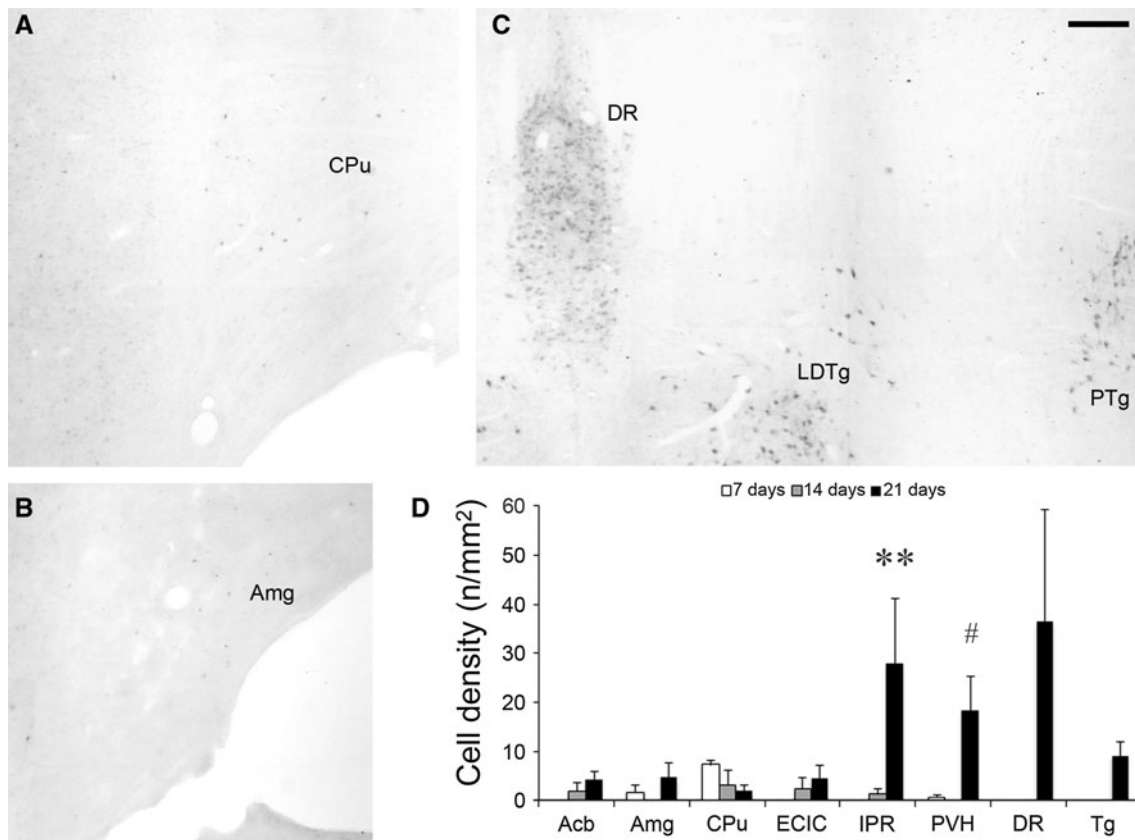 A
CPu
C
DR
LDTg
PTg
B
Amg
D
□ 7 days ■ 14 days ■ 21 days
Cell density (n/mm²)
60
50
40
30
20
10
0
**
#
Acb Amg CPu ECIC IPR PVH DR Tg